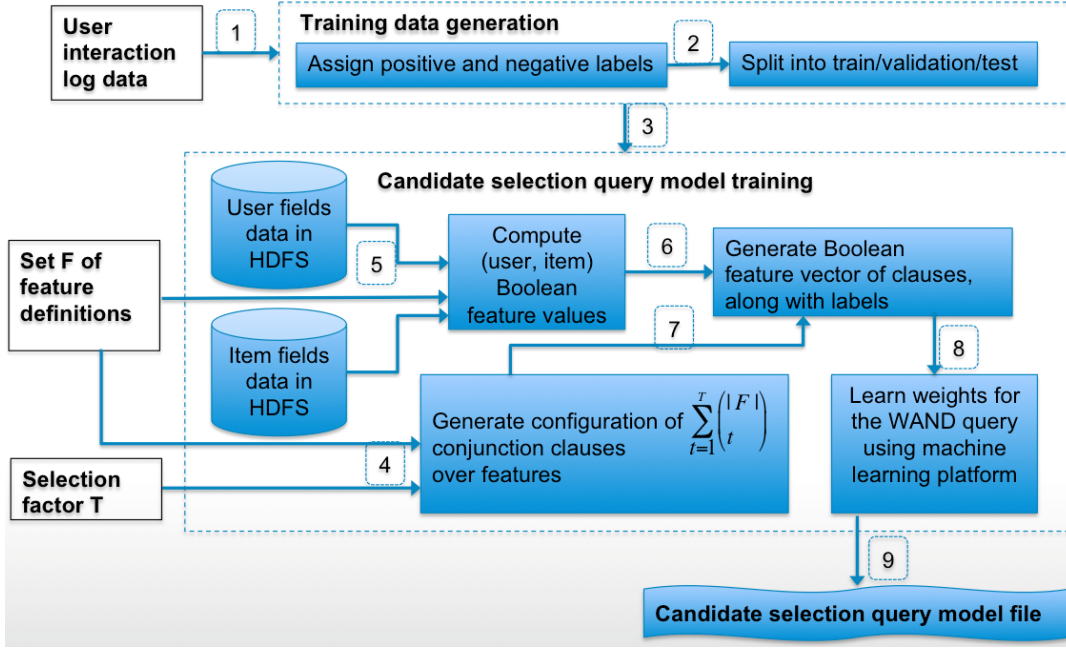 User
interaction
log data
1
Training data generation
Assign positive and negative labels
2
Split into train/validation/test
3
Candidate selection query model training
User fields
data in
HDFS
Set F of
feature
definitions
5
Compute
(user, item)
Boolean
feature values
6
Generate Boolean
feature vector of clauses,
along with labels
Item fields
data in
HDFS
7
8
Generate configuration of
conjunction clauses
over features
T
∑ ( | F | )
t=1 t
Learn weights for
the WAND query
using machine
learning platform
4
Selection
factor T
9
Candidate selection query model file